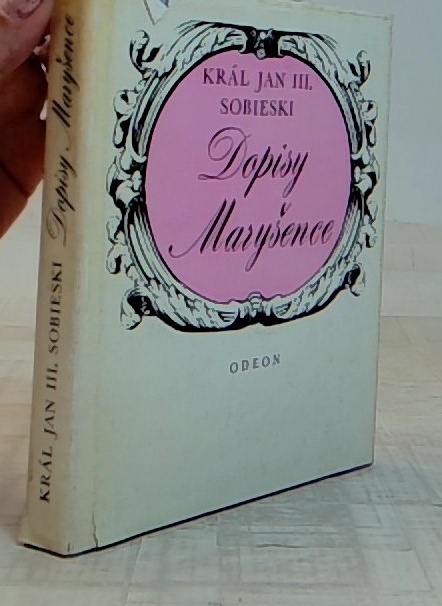 KRÁL JAN III.
SOBIESKI
Dopisy
Maryšence
ODEON
KRÁL JAN III. SOBIESKI Dopisy Maryšence